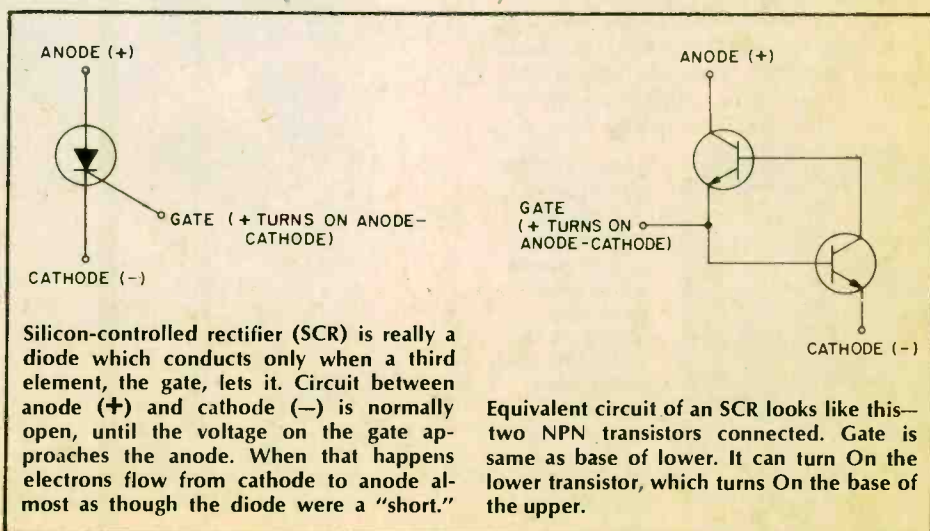 ANODE (+)
GATE (+ TURNS ON ANODE-
CATHODE)
CATHODE (-)
Silicon-controlled rectifier (SCR) is really a
diode which conducts only when a third
element, the gate, lets it. Circuit between
anode (+) and cathode (—) is normally
open, until the voltage on the gate ap-
proaches the anode. When that happens
electrons flow from cathode to anode al-
most as though the diode were a "short."
ANODE (+)
GATE
(+ TURNS ON
ANODE-CATHODE)
CATHODE (-)
Equivalent circuit of an SCR looks like this—
two NPN transistors connected. Gate is
same as base of lower. It can turn On the
lower transistor, which turns On the base of
the upper.